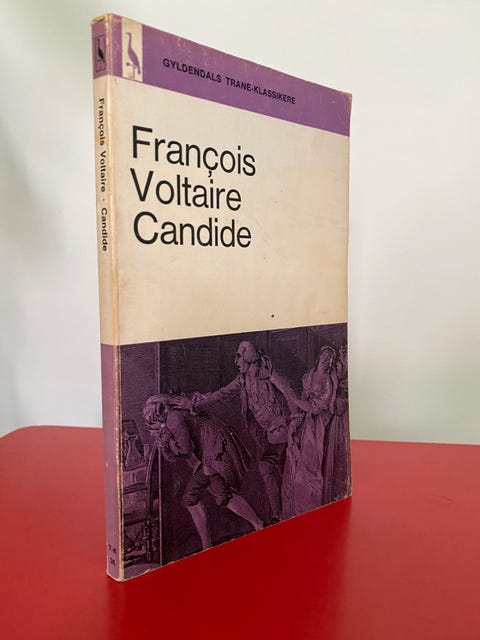 GYLDENDALS TRANE-KLASSIKERE
François
Voltaire
Candide
François Voltaire · Candide
T-K